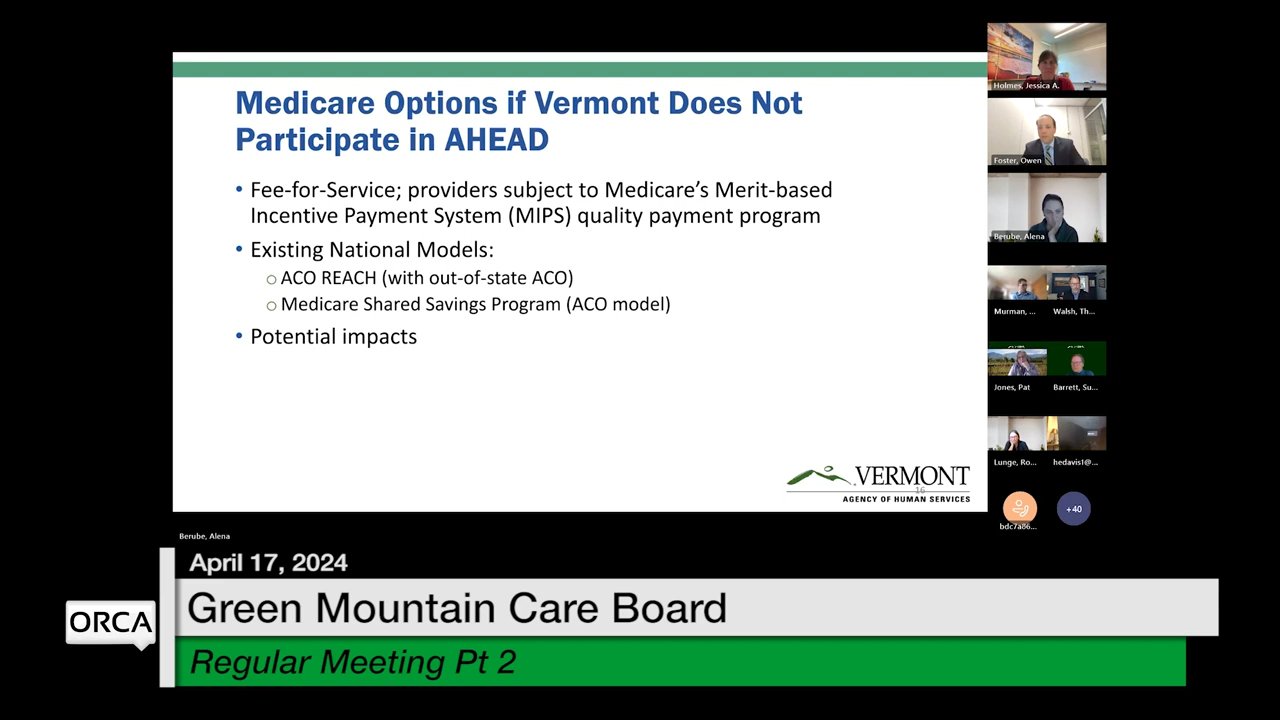 Medicare Options if Vermont Does Not
Participate in AHEAD
• Fee-for-Service; providers subject to Medicare's Merit-based
Incentive Payment System (MIPS) quality payment program
• Existing National Models:
○ ACO REACH (with out-of-state ACO)
○ Medicare Shared Savings Program (ACO model)
• Potential impacts
VERMONT
16
AGENCY OF HUMAN SERVICES
Holmes, Jessica A.
Foster, Owen
Berube, Alena
Murman, ...
Walsh, Th...
Jones, Pat
Barrett, Su...
Lunge, Ro...
hedavis1@...
+40
bdc7a86...
Berube, Alena
April 17, 2024
ORCA
Green Mountain Care Board
Regular Meeting Pt 2